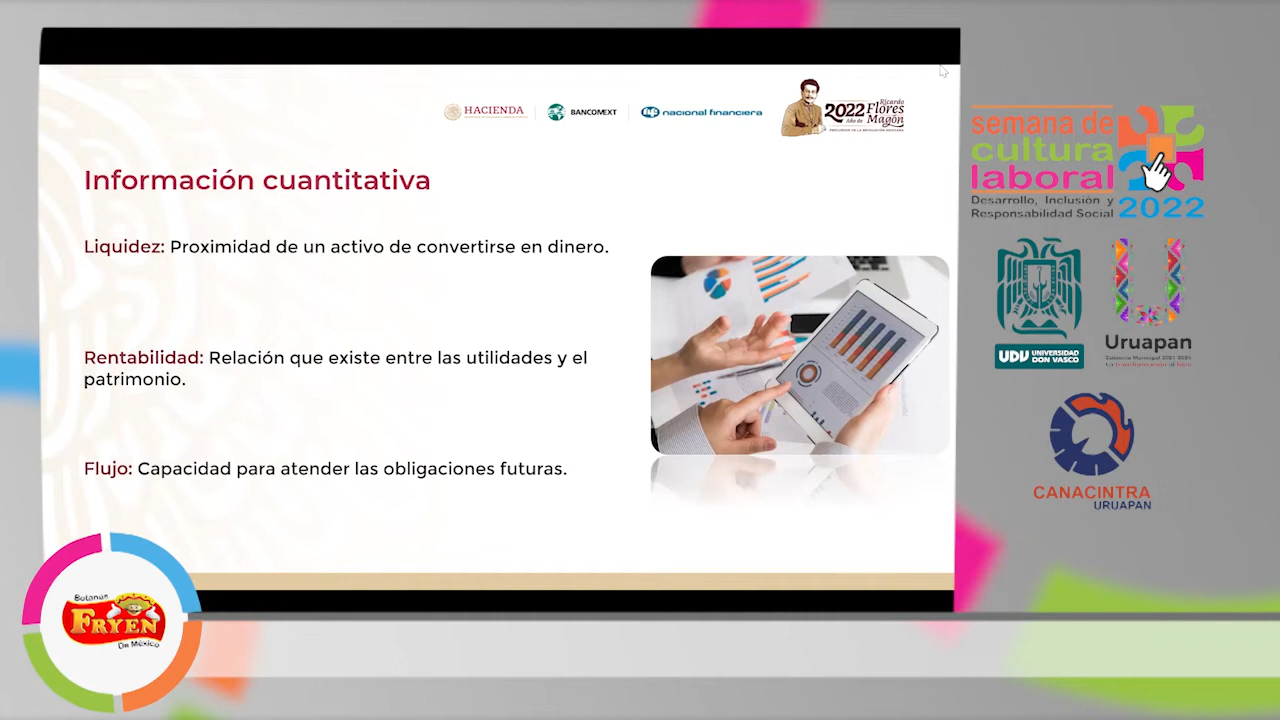 HACIENDA
BANCOMEXT
nacional financiera
2022 Ricardo
Flores
Año de Magón
PRECURSOR DE LA REVOLUCIÓN MEXICANA
Información cuantitativa
Liquidez: Proximidad de un activo de convertirse en dinero.
Rentabilidad: Relación que existe entre las utilidades y el
patrimonio.
Flujo: Capacidad para atender las obligaciones futuras.
semana de
cultura
laboral
Desarrollo, Inclusión y
Responsabilidad Social
2022
UDV UNIVERSIDAD
DON VASCO
Uruapan
Gobierno Municipal 2021-2024
CANACINTRA
URUAPAN
Botanas
FRYEN
De México